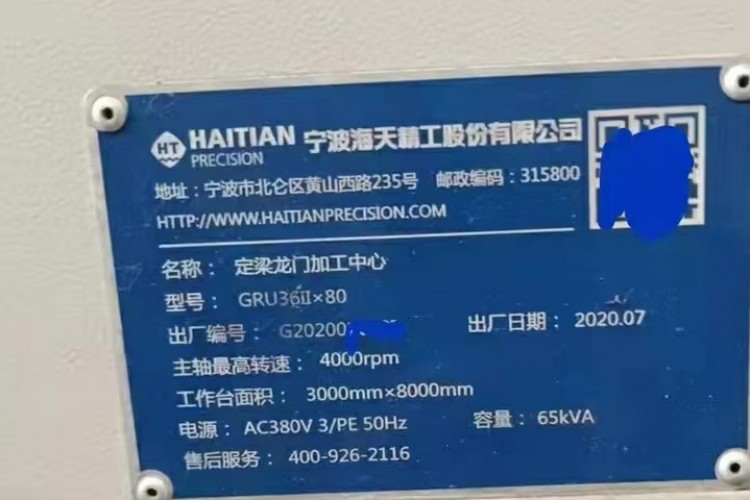 HT HAITIAN PRECISION 宁波海天精工股份有限公司
地址：宁波市北仑区黄山西路235号 邮政编码：315800
HTTP://WWW.HAITIANPRECISION.COM
名称： 定梁龙门加工中心
型号： GRU36II×80
出厂编号： G20200 出厂日期： 2020.07
主轴最高转速： 4000rpm
工作台面积： 3000mm×8000mm
电源： AC380V 3/PE 50Hz 容量： 65kVA
售后服务： 400-926-2116